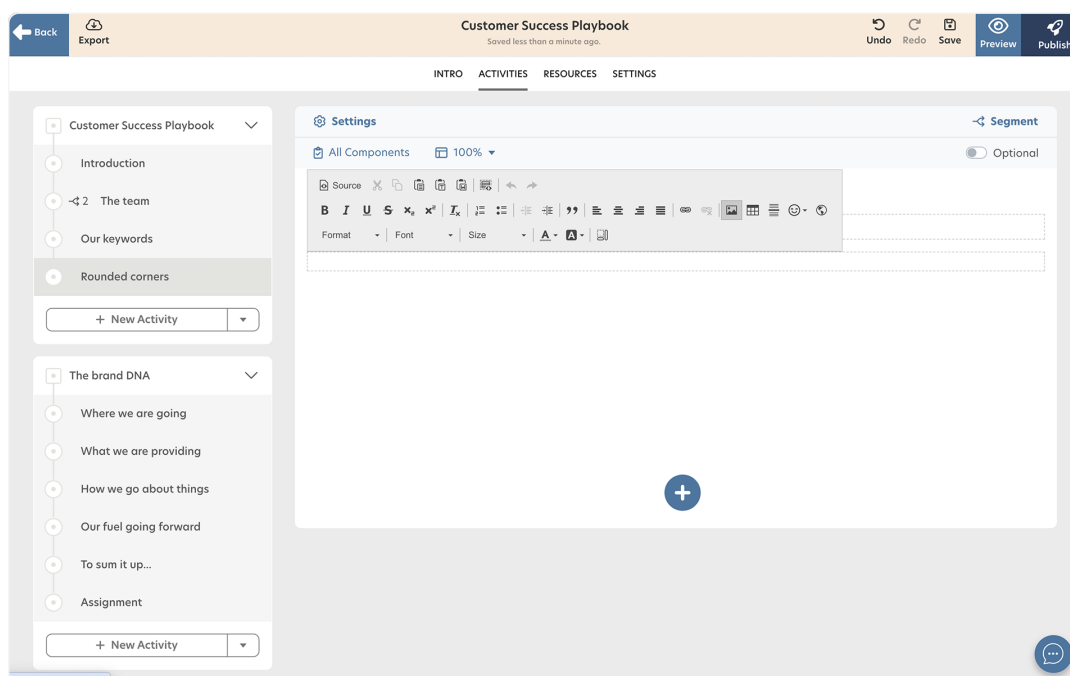 Back
Export
Customer Success Playbook
Saved less than a minute ago.
Undo
Redo
Save
Preview
Publish
INTRO
ACTIVITIES
RESOURCES
SETTINGS
Customer Success Playbook
Introduction
2 The team
Our keywords
Rounded corners
+ New Activity
The brand DNA
Where we are going
What we are providing
How we go about things
Our fuel going forward
To sum it up...
Assignment
+ New Activity
Settings
Segment
All Components
100%
Optional
Source
B I U S x₂ x² Tx
Format
Font
Size
A
A